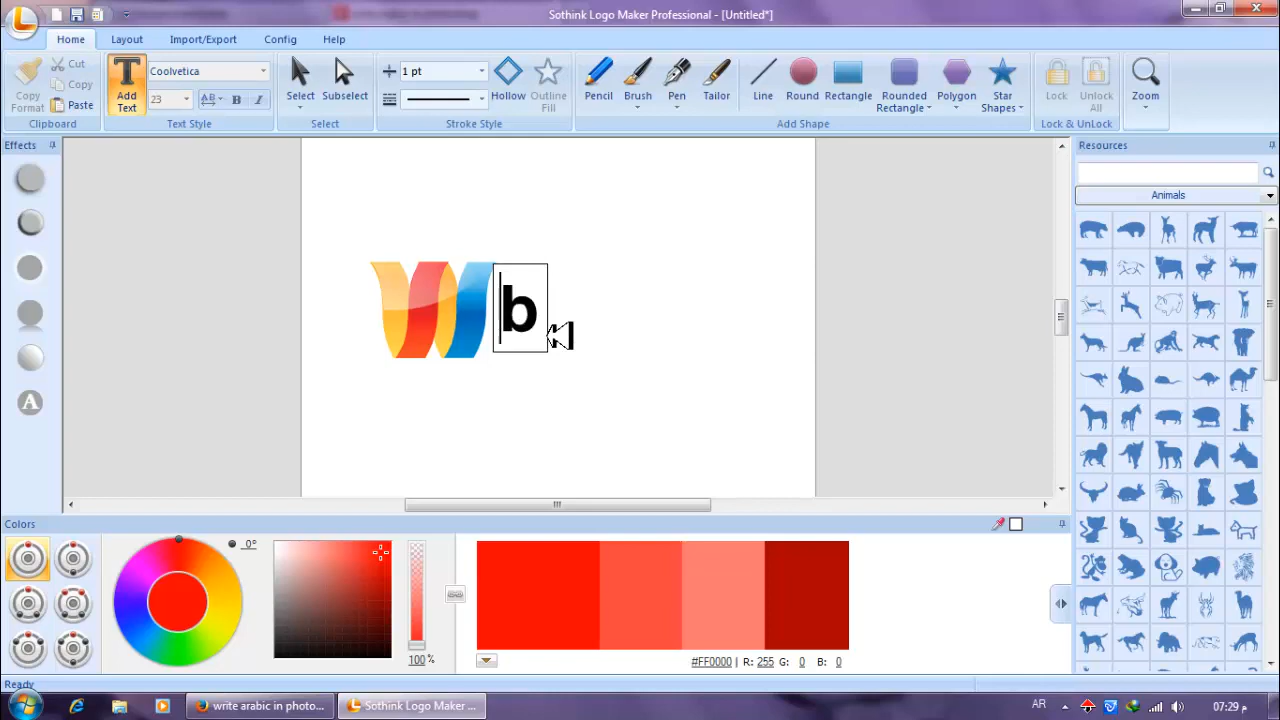 Sothink Logo Maker Professional - [Untitled*]
Home Layout Import/Export Config Help
Copy Format
Cut
Copy
Paste
Clipboard
Add Text
Coolvetica
23
AB B I
Text Style
Select
Subselect
Select
1 pt
Hollow
Outline Fill
Stroke Style
Pencil
Brush
Pen
Tailor
Line
Round
Rectangle
Rounded Rectangle
Polygon
Star Shapes
Add Shape
Lock
Unlock All
Lock & UnLock
Zoom
Effects
A
W b
Resources
Animals
Colors
0°
100 %
#FF0000 | R: 255 G: 0 B: 0
Ready
write arabic in photo...
Sothink Logo Maker ...
AR
07:29 م